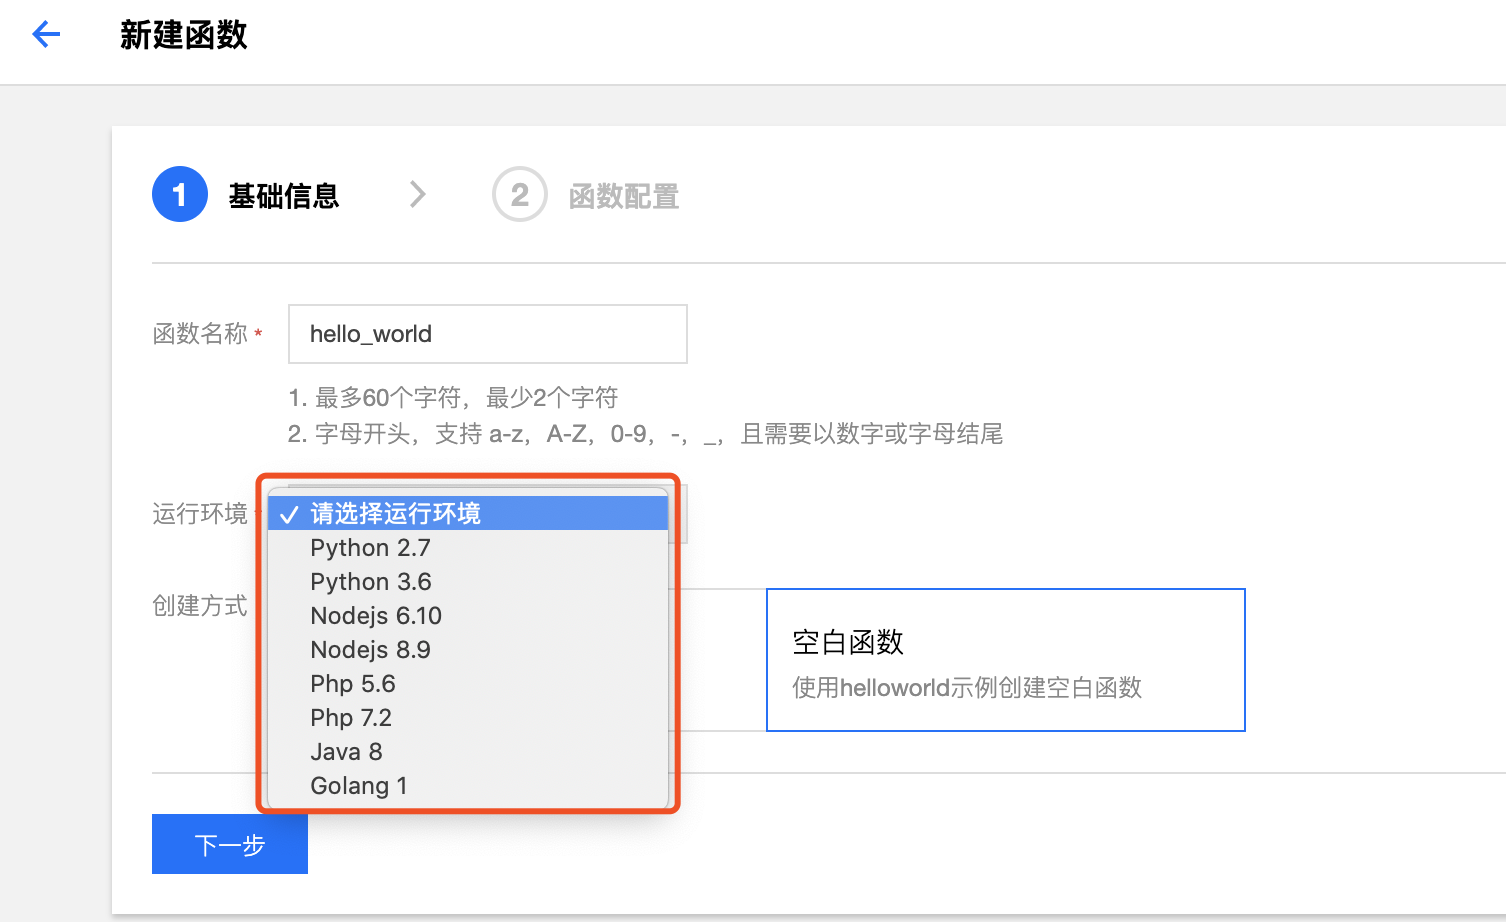 新建函数
1 基础信息 2 函数配置
函数名称 * hello_world
1. 最多60个字符，最少2个字符
2. 字母开头，支持 a-z，A-Z，0-9，-，_，且需要以数字或字母结尾
运行环境 ✓ 请选择运行环境
Python 2.7
Python 3.6
Nodejs 6.10
Nodejs 8.9
Php 5.6
Php 7.2
Java 8
Golang 1
创建方式
空白函数
使用helloworld示例创建空白函数
下一步